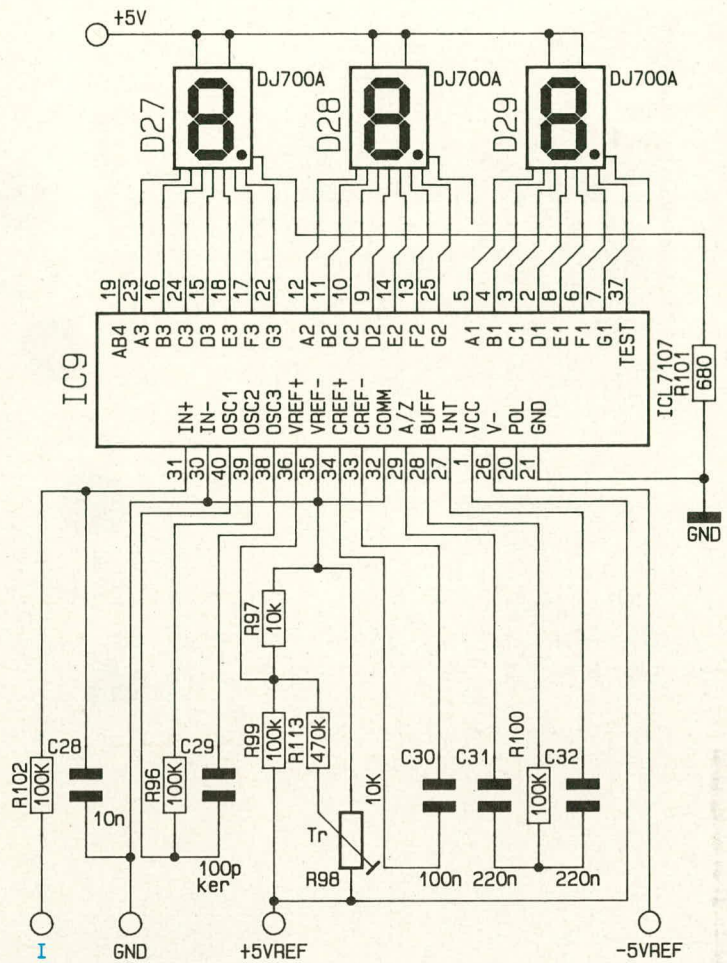 +5V
D27
DJ700A
D28
DJ700A
D29
DJ700A
19 23 16 24 15 18 17 22 12 11 10 9 14 13 25 5 4 3 2 8 6 7 37
AB4 A3 B3 C3 D3 E3 F3 G3 A2 B2 C2 D2 E2 F2 G2 A1 B1 C1 D1 E1 F1 G1 TEST
IC9
ICL7107
R101
680
IN+ IN- OSC1 OSC2 OSC3 VREF+ VREF- CREF+ CREF- COMM A/Z BUFF INT VCC V- POL GND
31 30 40 39 38 36 35 34 33 32 29 28 27 1 26 20 21
GND
R97
10k
R102
100K
C28
10n
R96
100K
C29
100p
ker
R99
100k
R113
470k
10K
Tr
R98
C30
100n
C31
220n
R100
100K
C32
220n
I
GND
+5VREF
-5VREF